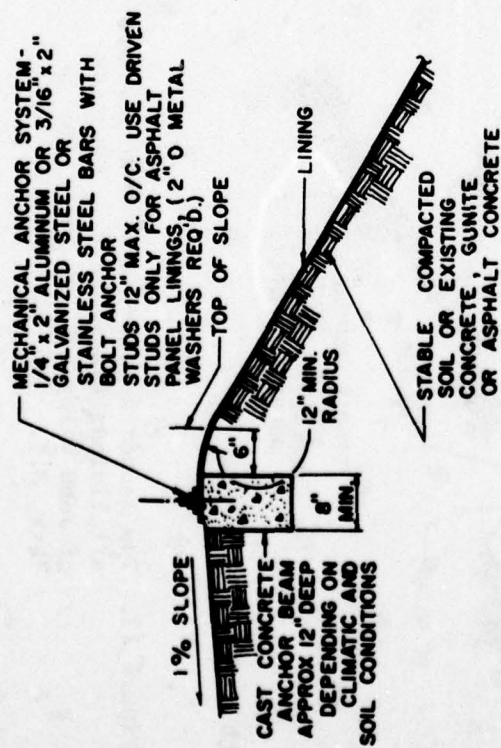 MECHANICAL ANCHOR SYSTEM-
1/4" x 2" ALUMINUM OR 3/16" x 2"
GALVANIZED STEEL OR
STAINLESS STEEL BARS WITH
BOLT ANCHOR
STUDS 12" MAX. O/C. USE DRIVEN
STUDS ONLY FOR ASPHALT
PANEL LININGS, (2" O METAL
WASHERS REQ'D.)
TOP OF SLOPE
LINING
1% SLOPE
6"
12" MIN.
RADIUS
8"
MIN.
CAST CONCRETE
ANCHOR BEAM
APPROX 12" DEEP
DEPENDING ON
CLIMATIC AND
SOIL CONDITIONS
STABLE COMPACTED
SOIL OR EXISTING
CONCRETE, GUNITE
OR ASPHALT CONCRETE